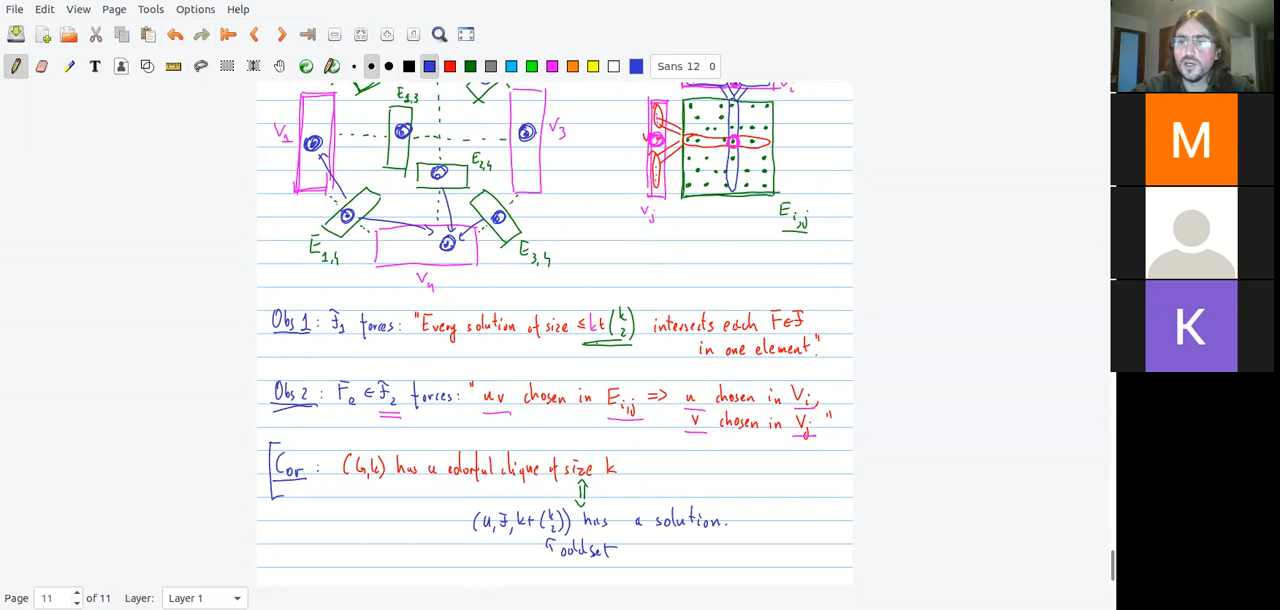 File Edit View Page Tools Options Help
Sans 12 0
E1,3
V1
V3
E2,4
E1,4
E3,4
V4
Vi
Vj
Ei,j
Obs 1: F1 forces: "Every solution of size ≤ k+(k 2) intersects each F∈F
in one element."
Obs 2: Fe ∈ F2 forces: "uv chosen in Ei,j => u chosen in Vi,
v chosen in Vj"
Cor: (G,k) has a colorful clique of size k
⇕
(U, F, k+(k 2)) has a solution.
↑ oddset
Page 11 of 11 Layer: Layer 1
M
K